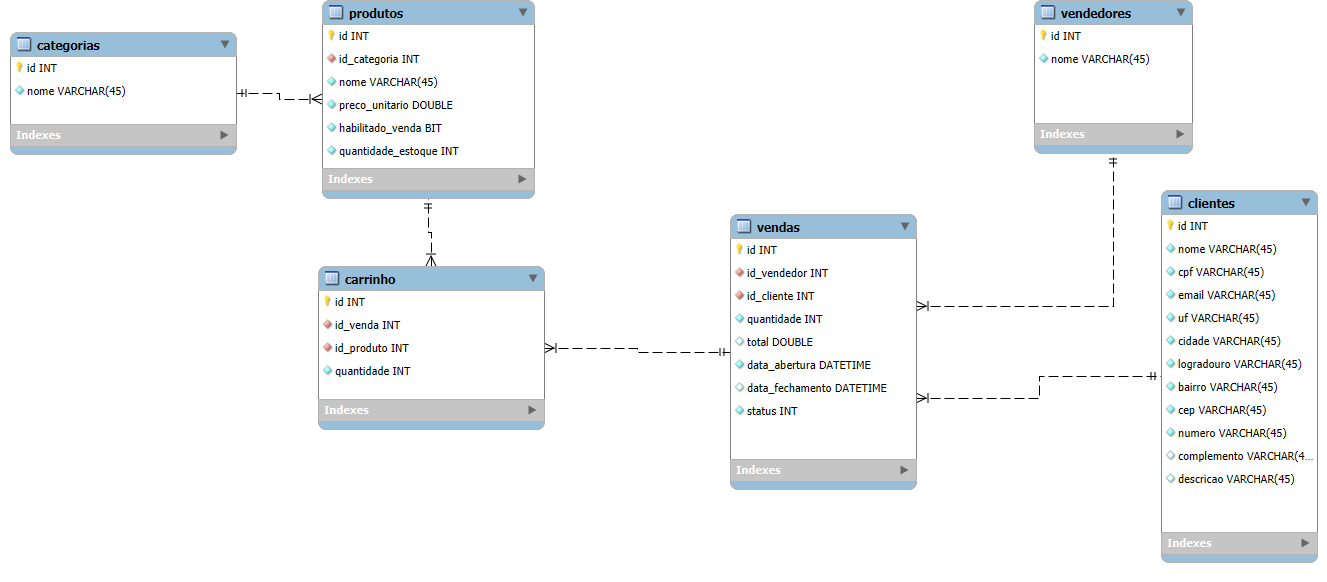 categorias
id INT
nome VARCHAR(45)
Indexes
produtos
id INT
id_categoria INT
nome VARCHAR(45)
preco_unitario DOUBLE
habilitado_venda BIT
quantidade_estoque INT
Indexes
carrinho
id INT
id_venda INT
id_produto INT
quantidade INT
Indexes
vendas
id INT
id_vendedor INT
id_cliente INT
quantidade INT
total DOUBLE
data_abertura DATETIME
data_fechamento DATETIME
status INT
Indexes
vendedores
id INT
nome VARCHAR(45)
Indexes
clientes
id INT
nome VARCHAR(45)
cpf VARCHAR(45)
email VARCHAR(45)
uf VARCHAR(45)
cidade VARCHAR(45)
logradouro VARCHAR(45)
bairro VARCHAR(45)
cep VARCHAR(45)
numero VARCHAR(45)
complemento VARCHAR(4...
descricao VARCHAR(45)
Indexes